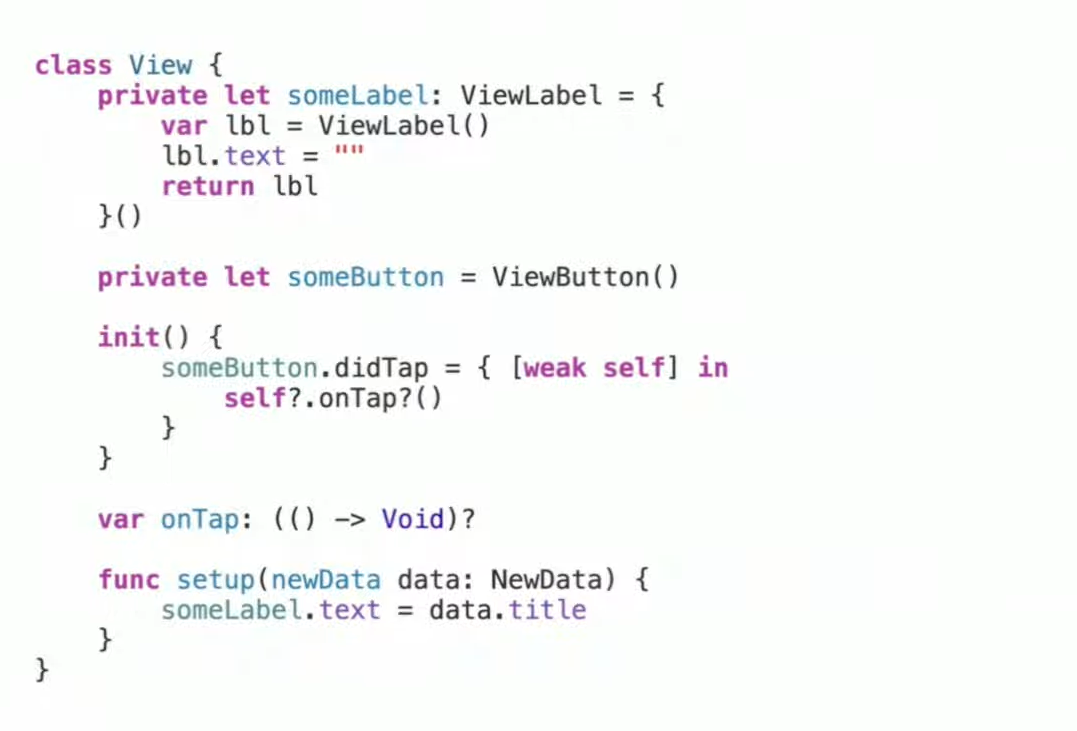 class View {
    private let someLabel: ViewLabel = {
        var lbl = ViewLabel()
        lbl.text = ""
        return lbl
    }()

    private let someButton = ViewButton()

    init() {
        someButton.didTap = { [weak self] in
            self?.onTap?()
        }
    }

    var onTap: (() -> Void)?

    func setup(newData data: NewData) {
        someLabel.text = data.title
    }
}